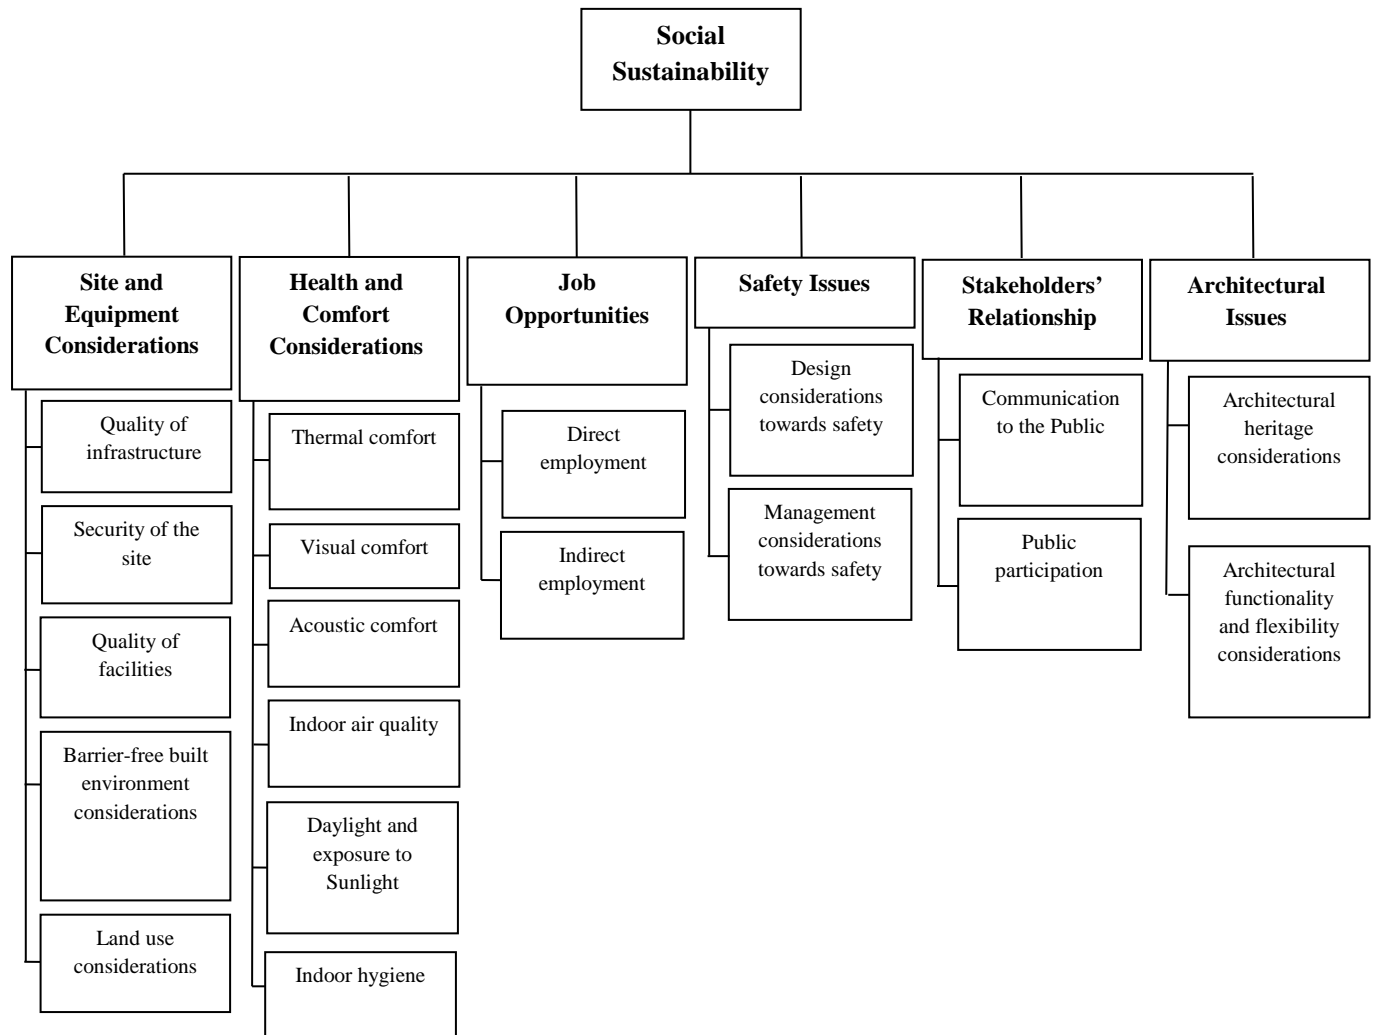 Social
Sustainability
Site and
Equipment
Considerations
Quality of
infrastructure
Security of the
site
Quality of
facilities
Barrier-free built
environment
considerations
Land use
considerations
Health and
Comfort
Considerations
Thermal comfort
Visual comfort
Acoustic comfort
Indoor air quality
Daylight and
exposure to
Sunlight
Indoor hygiene
Job
Opportunities
Direct
employment
Indirect
employment
Safety Issues
Design
considerations
towards safety
Management
considerations
towards safety
Stakeholders’
Relationship
Communication
to the Public
Public
participation
Architectural
Issues
Architectural
heritage
considerations
Architectural
functionality
and flexibility
considerations